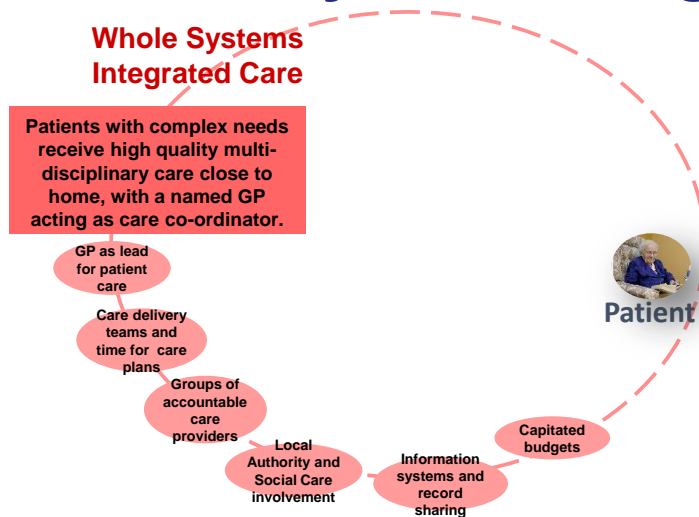 Whole Systems
Integrated Care
Patients with complex needs
receive high quality multi-
disciplinary care close to
home, with a named GP
acting as care co-ordinator.
GP as lead
for patient
care
Care delivery
teams and
time for care
plans
Groups of
accountable
care
providers
Local
Authority and
Social Care
involvement
Information
systems and
record
sharing
Capitated
budgets
Patient